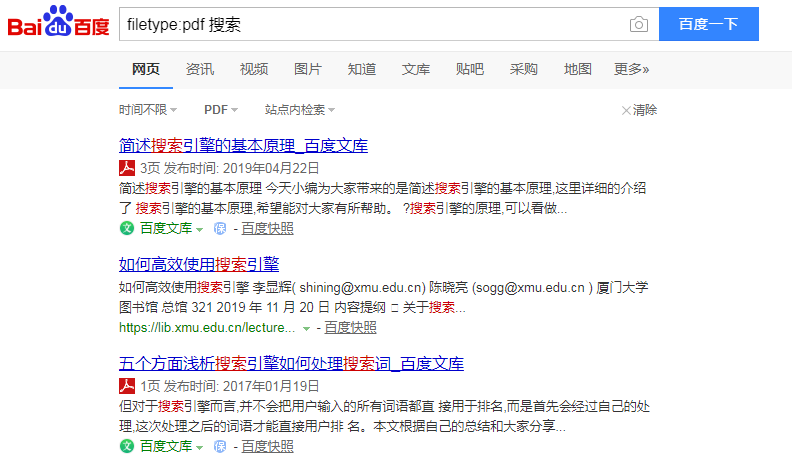 Bai du 百度 filetype:pdf 搜索 百度一下
网页 资讯 视频 图片 知道 文库 贴吧 采购 地图 更多»
时间不限 PDF 站点内检索 清除
简述搜索引擎的基本原理_百度文库
3页 发布时间: 2019年04月22日
简述搜索引擎的基本原理 今天小编为大家带来的是简述搜索引擎的基本原理,这里详细的介绍
了 搜索引擎的基本原理,希望能对大家有所帮助。 ?搜索引擎的原理,可以看做...
文 百度文库 保 - 百度快照
如何高效使用搜索引擎
如何高效使用搜索引擎 李显辉( shining@xmu.edu.cn) 陈晓亮 (sogg@xmu.edu.cn ) 厦门大学
图书馆 总馆 321 2019 年 11 月 20 日 内容提纲 □ 关于搜索...
https://lib.xmu.edu.cn/lecture... - 百度快照
五个方面浅析搜索引擎如何处理搜索词_百度文库
1页 发布时间: 2017年01月19日
但对于搜索引擎而言,并不会把用户输入的所有词语都直 接用于排名,而是首先会经过自己的处
理,这次处理之后的词语才能直接用户排 名。本文根据自己的总结和大家分享...
文 百度文库 保 - 百度快照